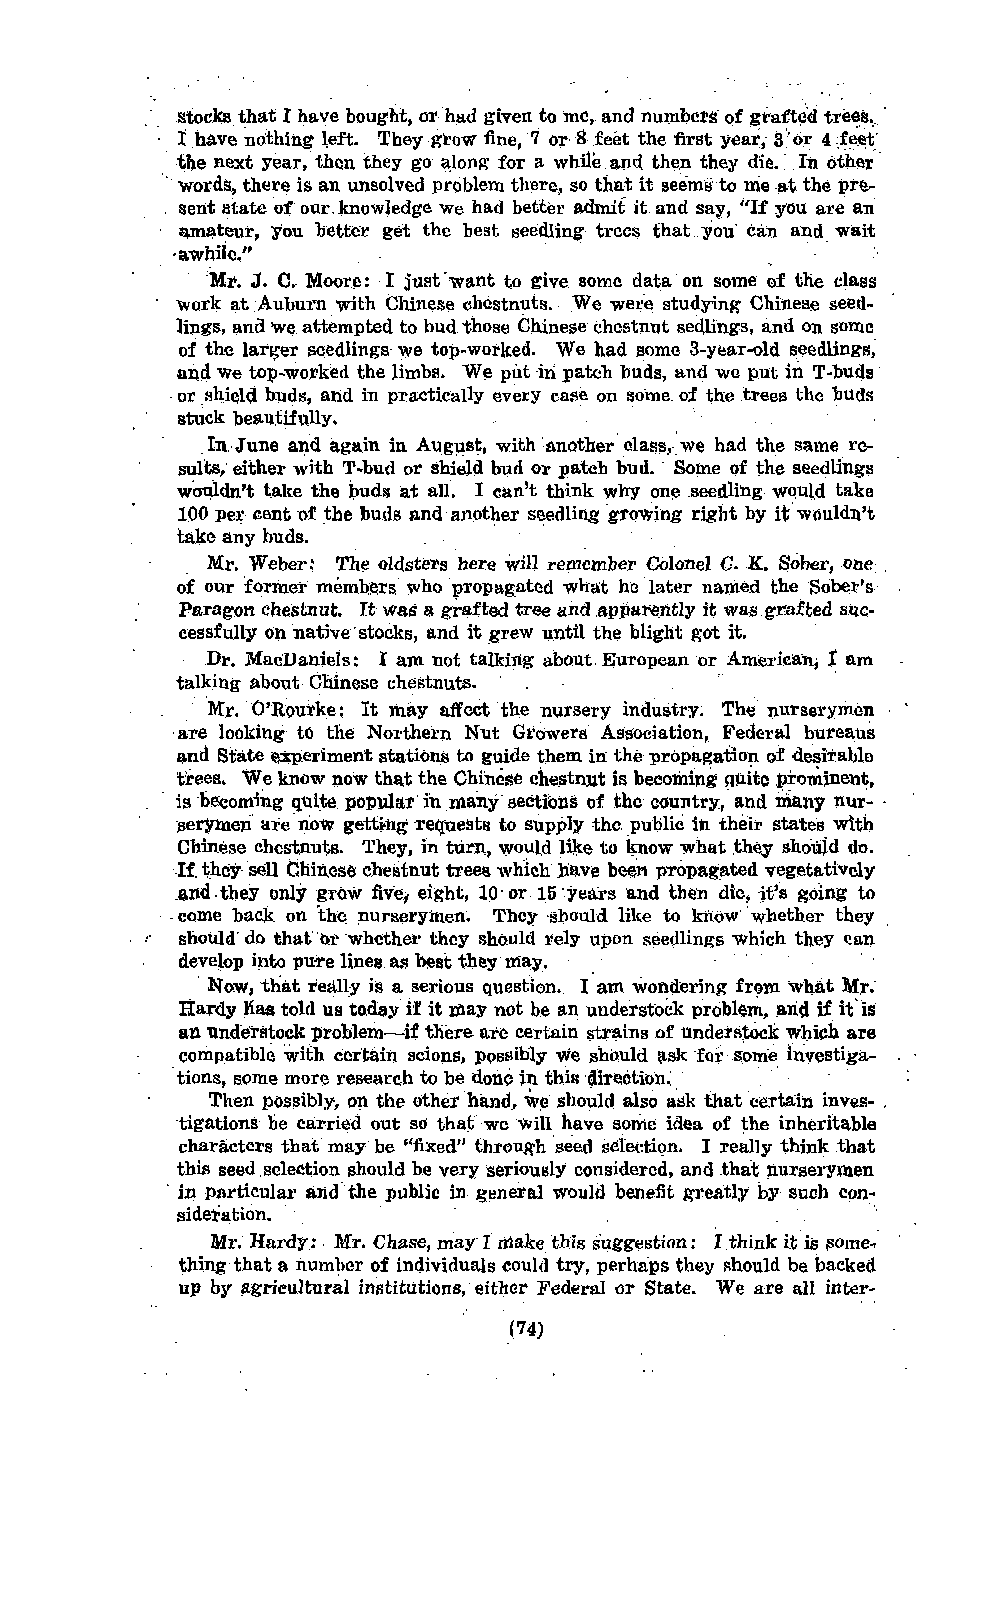 stocks that I have bought, or had given to me, and numbers of grafted trees.
I have nothing left. They grow fine, 7 or 8 feet the first year, 3 or 4 feet
the next year, then they go along for a while and then they die. In other
words, there is an unsolved problem there, so that it seems to me at the pre-
sent state of our knowledge we had better admit it and say, "If you are an
amateur, you better get the best seedling trees that you can and wait
awhile."
Mr. J. C. Moore: I just want to give some data on some of the class
work at Auburn with Chinese chestnuts. We were studying Chinese seed-
lings, and we attempted to bud those Chinese chestnut sedlings, and on some
of the larger seedlings we top-worked. We had some 3-year-old seedlings,
and we top-worked the limbs. We put in patch buds, and we put in T-buds
or shield buds, and in practically every case on some of the trees the buds
stuck beautifully.
In June and again in August, with another class, we had the same re-
sults, either with T-bud or shield bud or patch bud. Some of the seedlings
wouldn't take the buds at all. I can't think why one seedling would take
100 per cent of the buds and another seedling growing right by it wouldn't
take any buds.
Mr. Weber: The oldsters here will remember Colonel C. K. Sober, one
of our former members who propagated what he later named the Sober's
Paragon chestnut. It was a grafted tree and apparently it was grafted suc-
cessfully on native stocks, and it grew until the blight got it.
Dr. MacDaniels: I am not talking about European or American, I am
talking about Chinese chestnuts.
Mr. O'Rourke: It may affect the nursery industry. The nurserymen
are looking to the Northern Nut Growers Association, Federal bureaus
and State experiment stations to guide them in the propagation of desirable
trees. We know now that the Chinese chestnut is becoming quite prominent,
is becoming quite popular in many sections of the country, and many nur-
serymen are now getting requests to supply the public in their states with
Chinese chestnuts. They, in turn, would like to know what they should do.
If they sell Chinese chestnut trees which have been propagated vegetatively
and they only grow five, eight, 10 or 15 years and then die, it's going to
come back on the nurserymen. They should like to know whether they
should do that or whether they should rely upon seedlings which they can
develop into pure lines as best they may.
Now, that really is a serious question. I am wondering from what Mr.
Hardy has told us today if it may not be an understock problem, and if it is
an understock problem—if there are certain strains of understock which are
compatible with certain scions, possibly we should ask for some investiga-
tions, some more research to be done in this direction.
Then possibly, on the other hand, we should also ask that certain inves-
tigations be carried out so that we will have some idea of the inheritable
characters that may be "fixed" through seed selection. I really think that
this seed selection should be very seriously considered, and that nurserymen
in particular and the public in general would benefit greatly by such con-
sideration.
Mr. Hardy: Mr. Chase, may I make this suggestion: I think it is some-
thing that a number of individuals could try, perhaps they should be backed
up by agricultural institutions, either Federal or State. We are all inter-
(74)